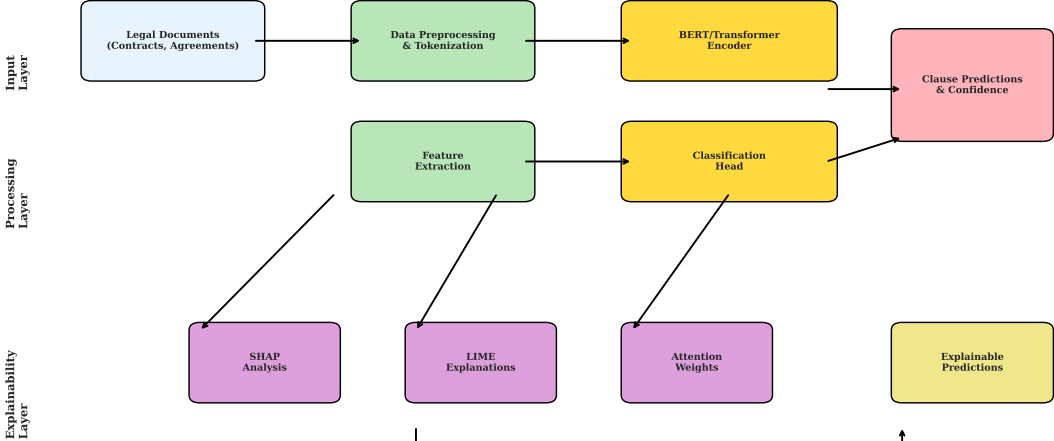 Legal Documents
(Contracts, Agreements)
Data Preprocessing
& Tokenization
BERT/Transformer
Encoder
Clause Predictions
& Confidence
Input
Layer
Feature
Extraction
Classification
Head
Processing
Layer
SHAP
Analysis
LIME
Explanations
Attention
Weights
Explainable
Predictions
Explainability
Layer